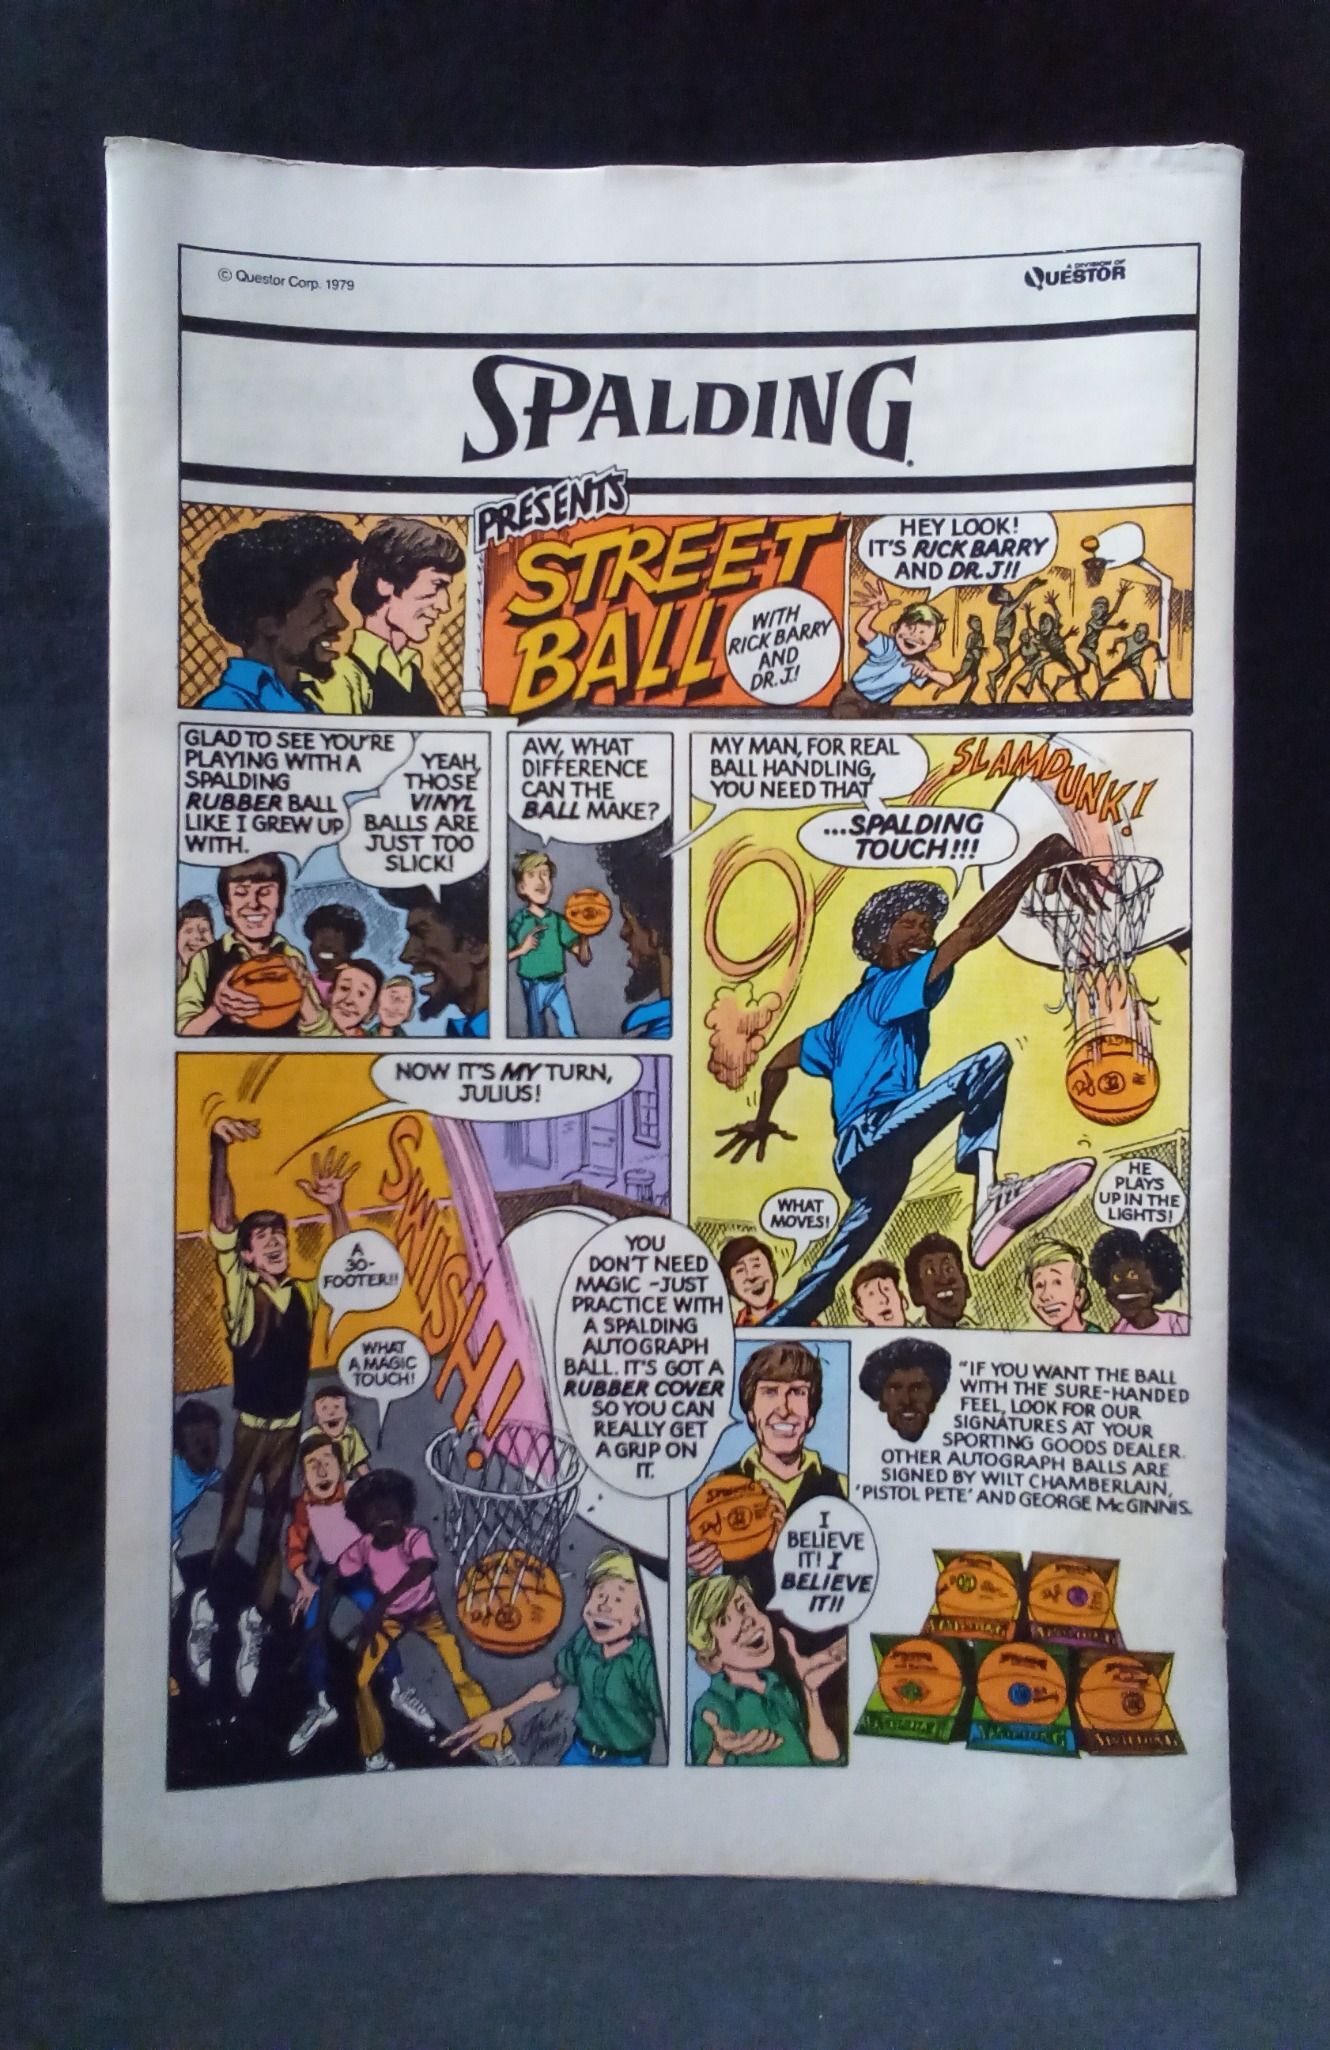 © Questor Corp. 1979
A DIVISION OF
QUESTOR
SPALDING
PRESENTS
STREET
BALL
WITH
RICK BARRY
AND
DR. J.!
HEY LOOK!
IT'S RICK BARRY
AND DR. J!!
GLAD TO SEE YOU'RE
PLAYING WITH A
SPALDING
RUBBER BALL
LIKE I GREW UP
WITH.
YEAH,
THOSE
VINYL
BALLS ARE
JUST TOO
SLICK!
AW, WHAT
DIFFERENCE
CAN THE
BALL MAKE?
MY MAN, FOR REAL
BALL HANDLING,
YOU NEED THAT
...SPALDING
TOUCH!!!
SLAMDUNK!
WHAT
MOVES!
HE
PLAYS
UP IN THE
LIGHTS!
NOW IT'S MY TURN,
JULIUS!
SWISH!
A
30-
FOOTER!!
WHAT
A MAGIC
TOUCH!
YOU
DON'T NEED
MAGIC - JUST
PRACTICE WITH
A SPALDING
AUTOGRAPH
BALL. IT'S GOT A
RUBBER COVER
SO YOU CAN
REALLY GET
A GRIP ON
IT.
I
BELIEVE
IT! I
BELIEVE
IT!!
"IF YOU WANT THE BALL
WITH THE SURE-HANDED
FEEL, LOOK FOR OUR
SIGNATURES AT YOUR
SPORTING GOODS DEALER.
OTHER AUTOGRAPH BALLS ARE
SIGNED BY WILT CHAMBERLAIN,
'PISTOL PETE' AND GEORGE McGINNIS.
SPALDING
SPALDING
SPALDING